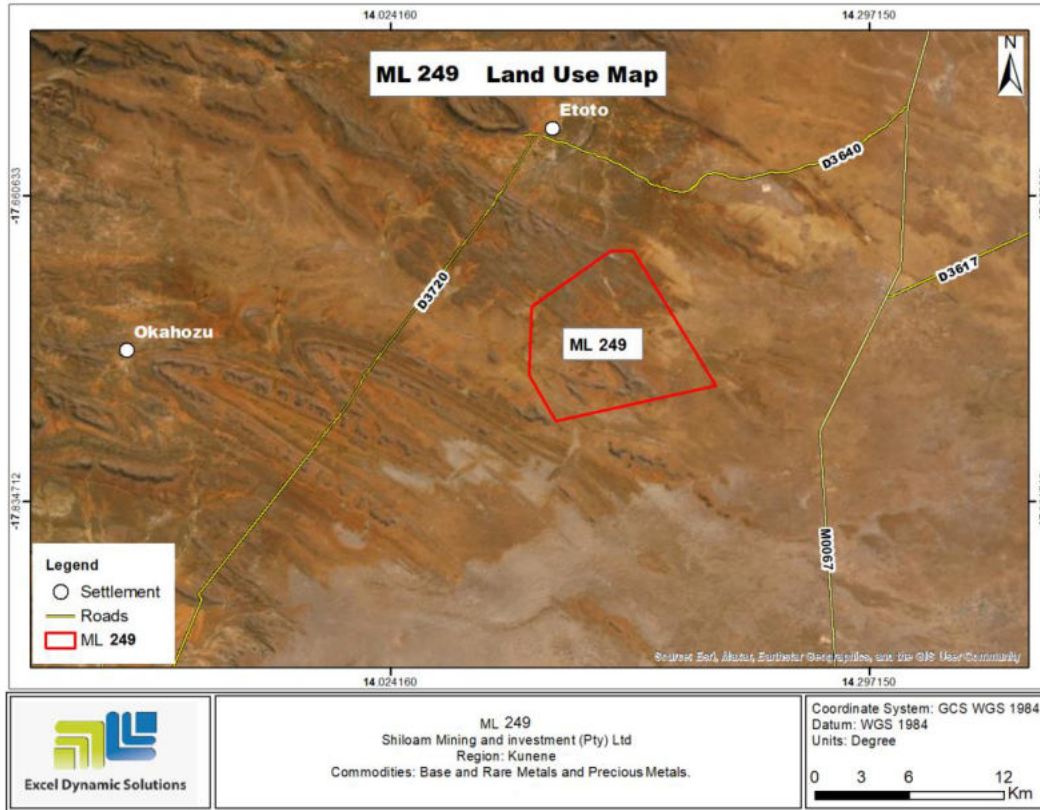 14.024160 14.297150
ML 249 Land Use Map
N
Etoto
D3640
-17.660633
D3617
D3720
ML 249
Okahozu
-17.834712
M0067
Legend
Settlement
Roads
ML 249
Source: Esri, Maxar, Earthstar Geographics, and the GIS User Community
14.024160 14.297150
Excel Dynamic Solutions
ML 249
Shiloam Mining and investment (Pty) Ltd
Region: Kunene
Commodities: Base and Rare Metals and Precious Metals.
Coordinate System: GCS WGS 1984
Datum: WGS 1984
Units: Degree
0 3 6 12
Km